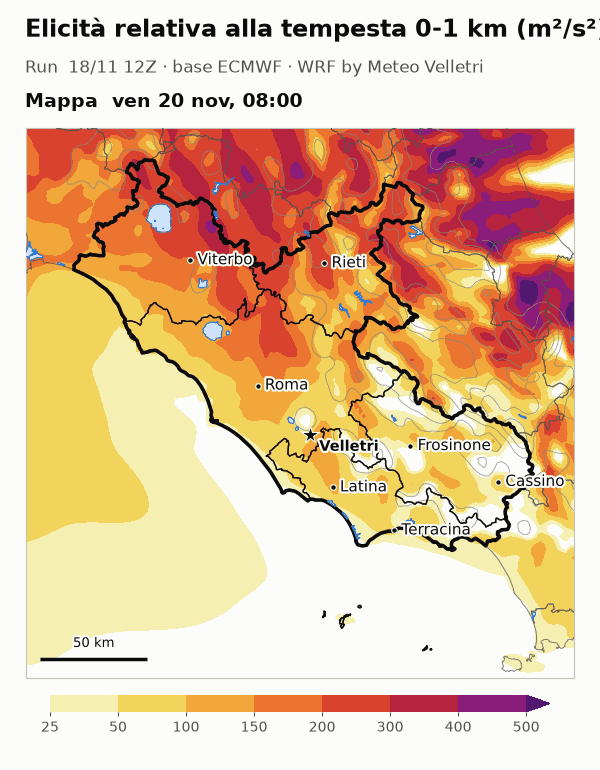 Elicità relativa alla tempesta 0-1 km (m²/s²)
Run 18/11 12Z · base ECMWF · WRF by Meteo Velletri
Mappa ven 20 nov, 08:00
Viterbo
Rieti
Roma
Velletri
Frosinone
Latina
Cassino
Terracina
50 km
25 50 100 150 200 300 400 500